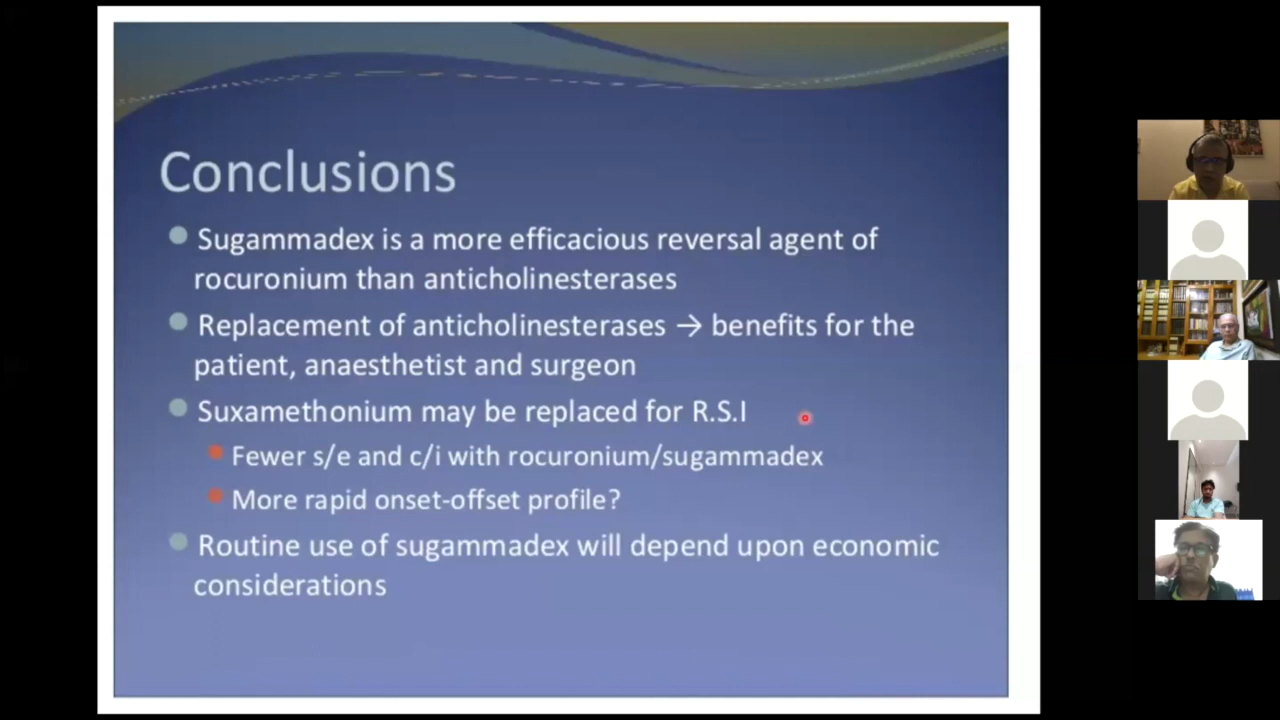 Conclusions
Sugammadex is a more efficacious reversal agent of
rocuronium than anticholinesterases
Replacement of anticholinesterases → benefits for the
patient, anaesthetist and surgeon
Suxamethonium may be replaced for R.S.I
Fewer s/e and c/i with rocuronium/sugammadex
More rapid onset-offset profile?
Routine use of sugammadex will depend upon economic
considerations